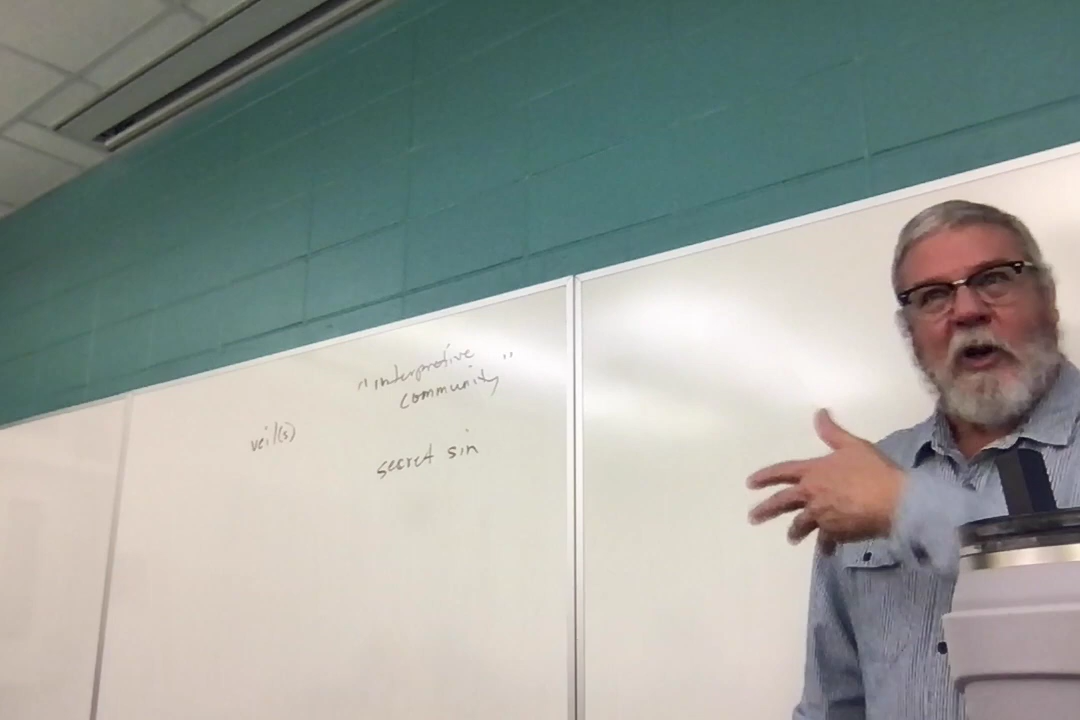 "interpretive
community"
veil(s)
secret sin